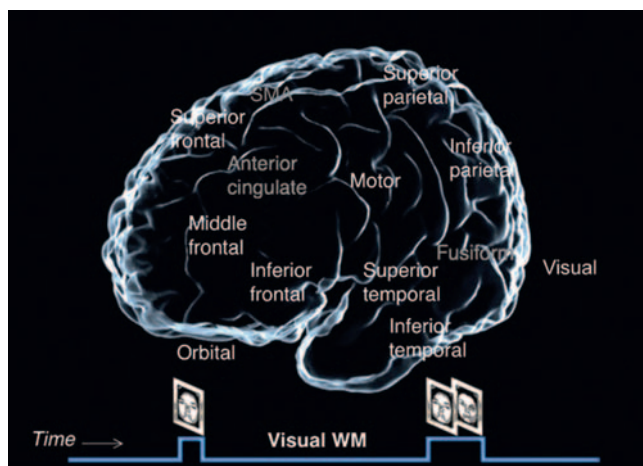 SMA
Superior
parietal
Superior
frontal
Inferior
parietal
Anterior
cingulate
Motor
Middle
frontal
Fusiform
Inferior
frontal
Superior
temporal
Visual
Inferior
temporal
Orbital
Time
Visual WM